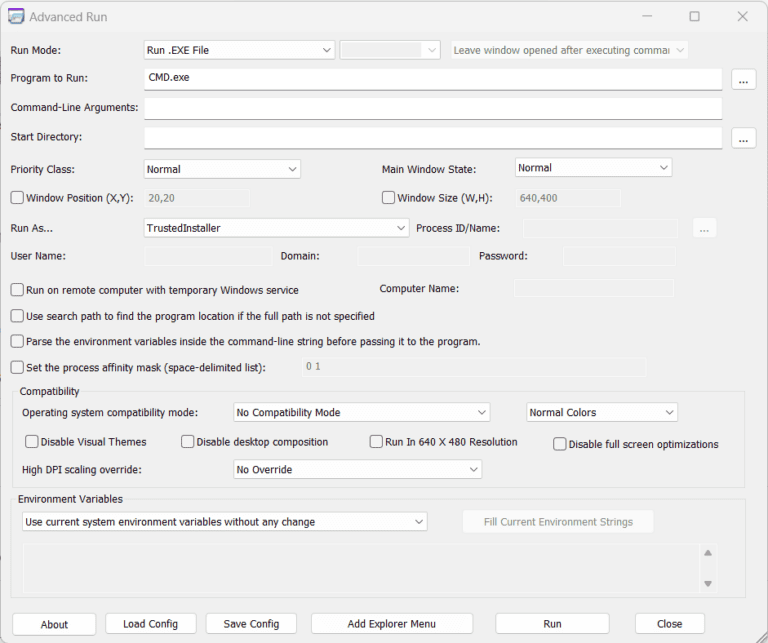 Advanced Run
Run Mode: Run .EXE File Leave window opened after executing comma
Program to Run: CMD.exe ...
Command-Line Arguments:
Start Directory: ...
Priority Class: Normal Main Window State: Normal
Window Position (X,Y): 20,20 Window Size (W,H): 640,400
Run As... TrustedInstaller Process ID/Name: ...
User Name: Domain: Password:
Run on remote computer with temporary Windows service Computer Name:
Use search path to find the program location if the full path is not specified
Parse the environment variables inside the command-line string before passing it to the program.
Set the process affinity mask (space-delimited list): 0 1
Compatibility
Operating system compatibility mode: No Compatibility Mode Normal Colors
Disable Visual Themes Disable desktop composition Run In 640 X 480 Resolution Disable full screen optimizations
High DPI scaling override: No Override
Environment Variables
Use current system environment variables without any change Fill Current Environment Strings
About Load Config Save Config Add Explorer Menu Run Close